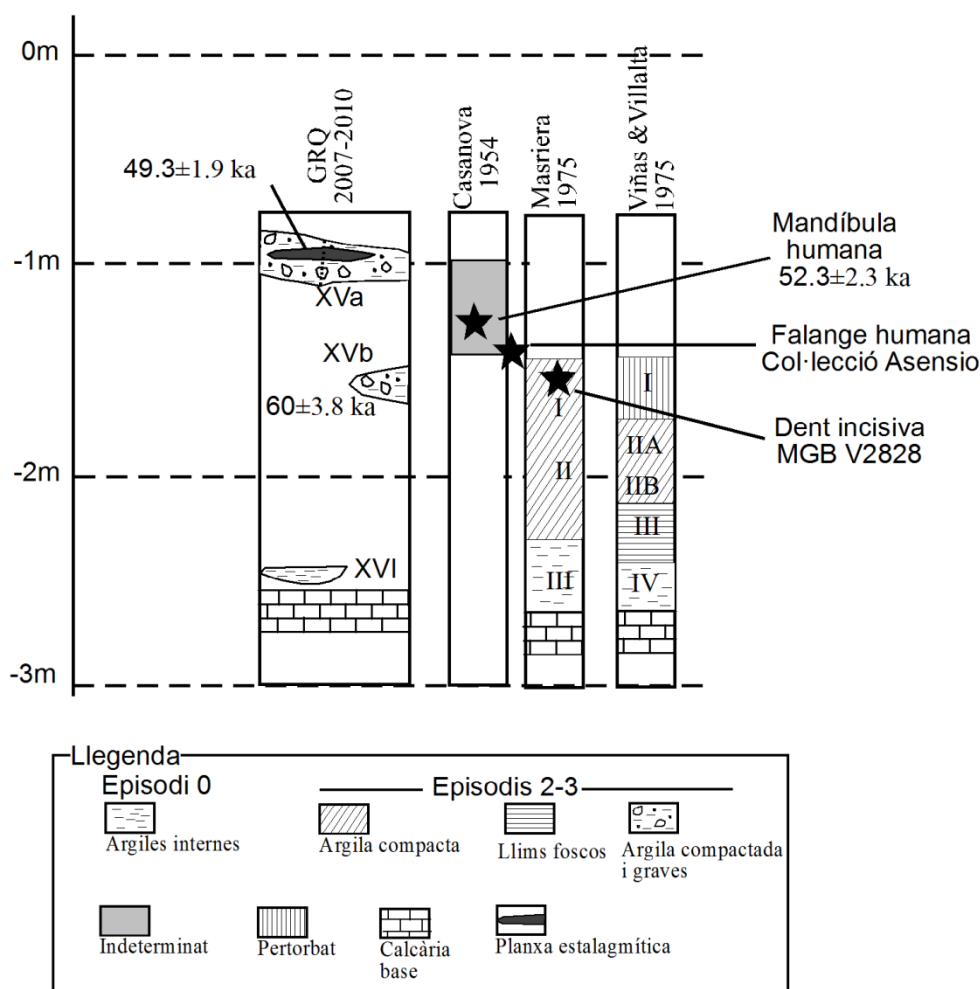 0m
-1m
-2m
-3m
GRQ
2007-2010
Casanova
1954
Masriera
1975
Viñas &Villalta
1975
49.3±1.9 ka
XVa
XVb
60±3.8 ka
XVI
I
II
III
I
IIA
IIB
III
IV
Mandíbula
humana
52.3±2.3 ka
Falange humana
Col·lecció Asensio
Dent incisiva
MGB V2828
Llegenda
Episodi 0
Episodis 2-3
Argiles internes
Argila compacta
Llims foscos
Argila compactada
i graves
Indeterminat
Pertorbat
Calcària
base
Planxa estalagmítica